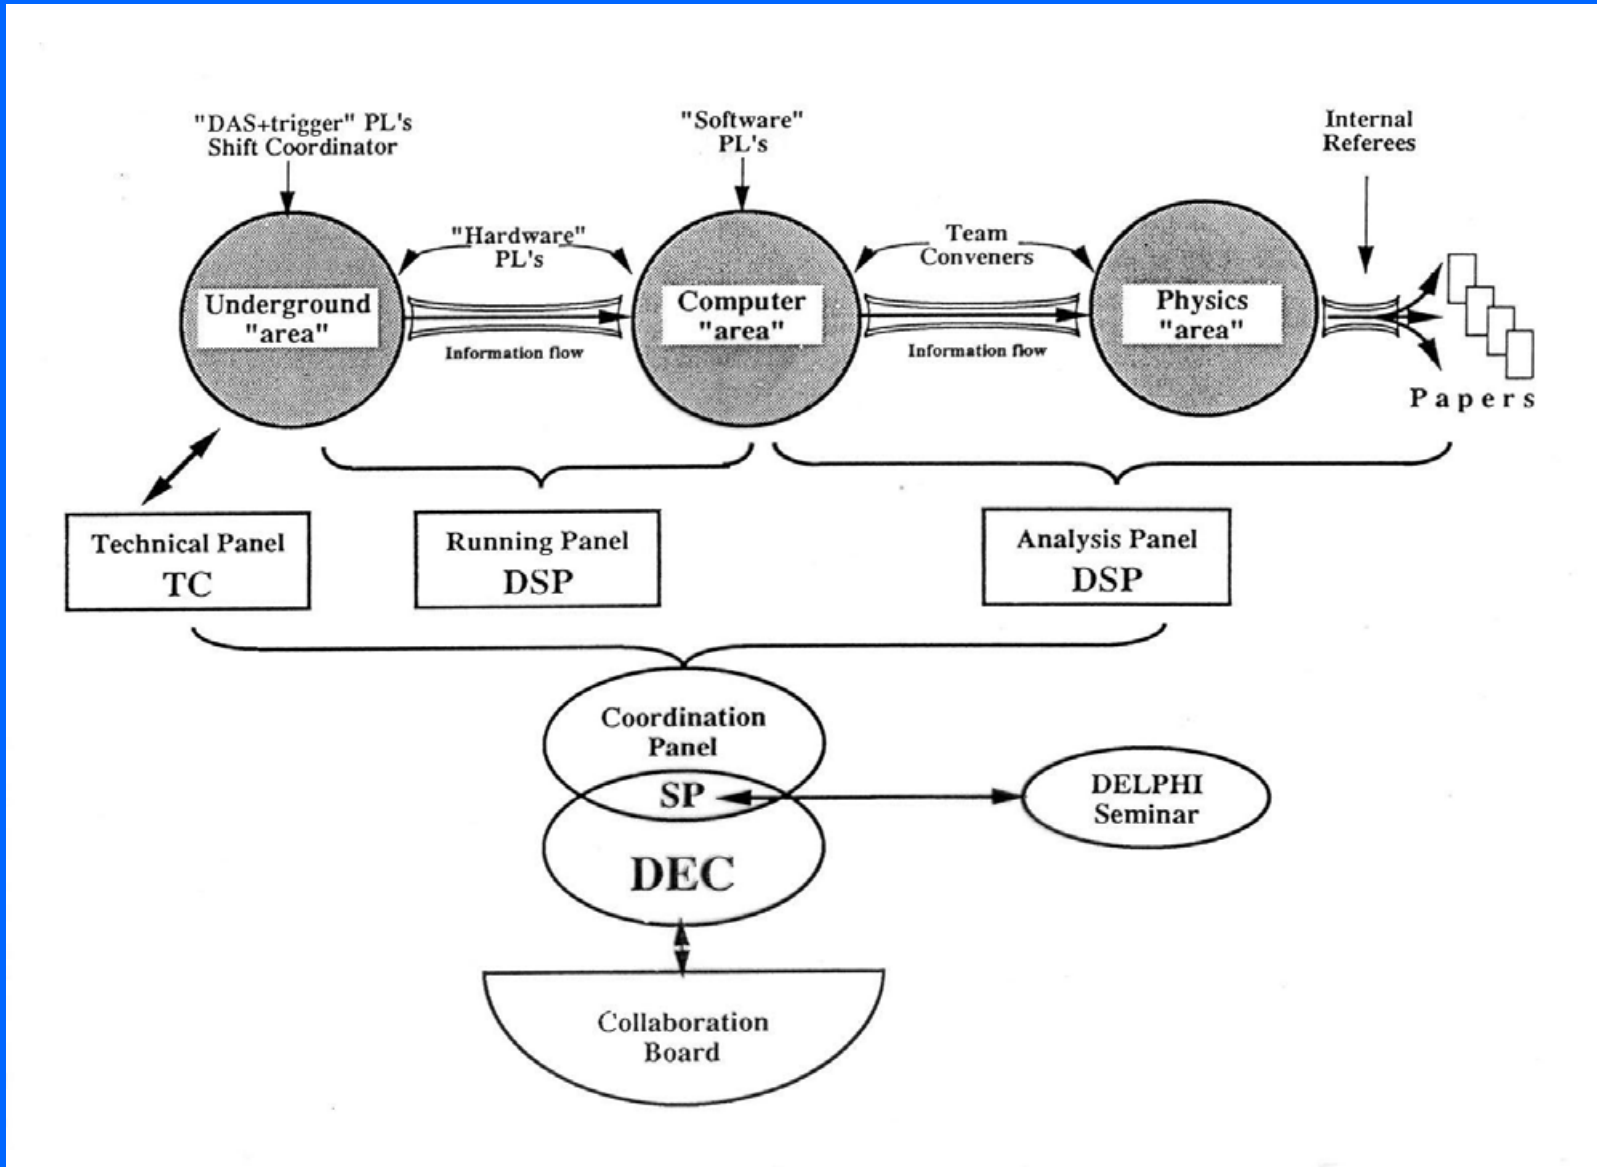 "DAS+trigger" PL's
Shift Coordinator
"Software"
PL's
Internal
Referees
"Hardware"
PL's
Team
Conveners
Underground
"area"
Computer
"area"
Physics
"area"
Information flow
Information flow
Papers
Technical Panel
TC
Running Panel
DSP
Analysis Panel
DSP
Coordination
Panel
SP
DELPHI
Seminar
DEC
Collaboration
Board